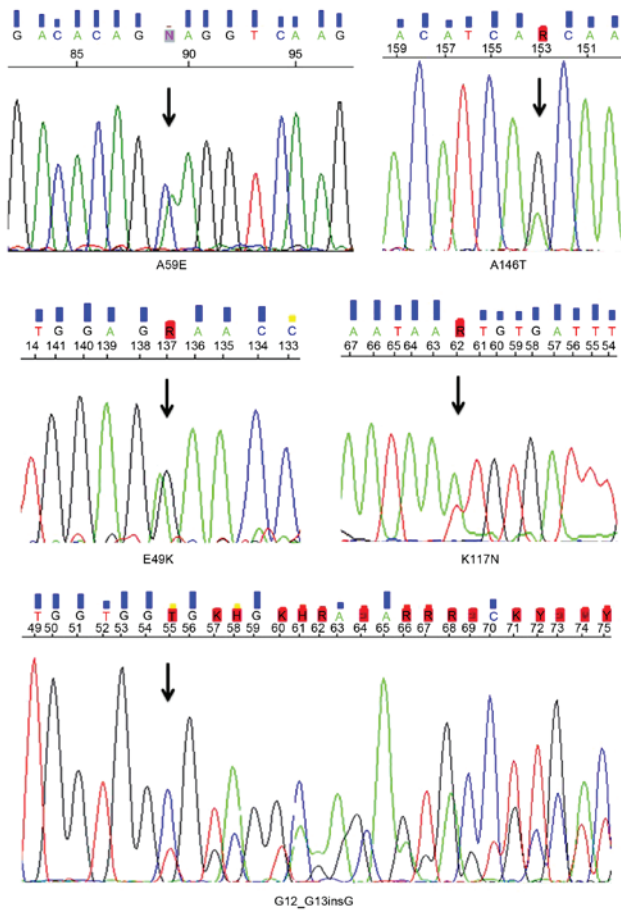 G A C A C A G N A G G T C A A G
85 90 95
A59E
A C A T C A R C A A
159 157 155 153 151
A146T
T G G A G R A A C C
14 141 140 139 138 137 136 135 134 133
E49K
A A T A A R T G T G A T T T
67 66 65 64 62 61 60 59 58 57 56 55 54
K117N
T G G T G G T G K H G K H R A A R R R C K Y Y
49 50 51 52 53 54 55 56 57 58 59 60 61 62 63 64 65 66 67 68 69 70 71 72 73 74 75
G12_G13insG